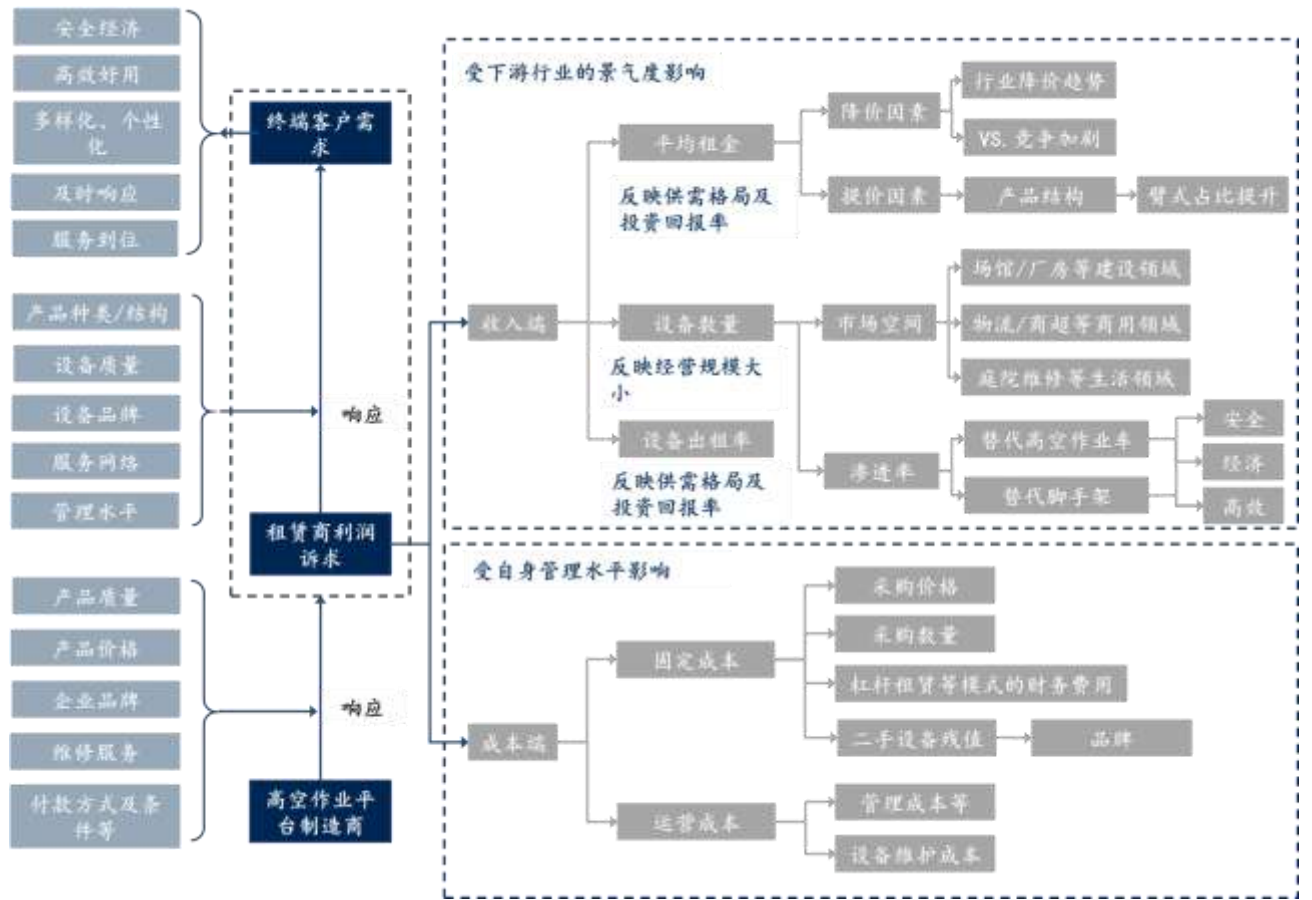 安全经济
高效好用
多样化、个性
化
及时响应
服务到位
终端客户需
求
产品种类/结构
设备质量
设备品牌
服务网络
管理水平
响应
租赁商利润
诉求
产品质量
产品价格
企业品牌
维修服务
付款方式及条
件等
响应
高空作业平
台制造商
受下游行业的景气度影响
收入端
平均租金
反映供需格局及
投资回报率
降价因素
行业降价趋势
VS.竞争加剧
提价因素
产品结构
臂式占比提升
设备数量
反映经营规模大
小
市场空间
场馆/厂房等建设领域
物流/商超等商用领域
庭院维修等生活领域
渗透率
替代高空作业车
替代脚手架
安全
经济
高效
设备出租率
反映供需格局及
投资回报率
受自身管理水平影响
成本端
固定成本
采购价格
采购数量
杠杆租赁等模式的财务费用
二手设备残值
品牌
运营成本
管理成本等
设备维护成本